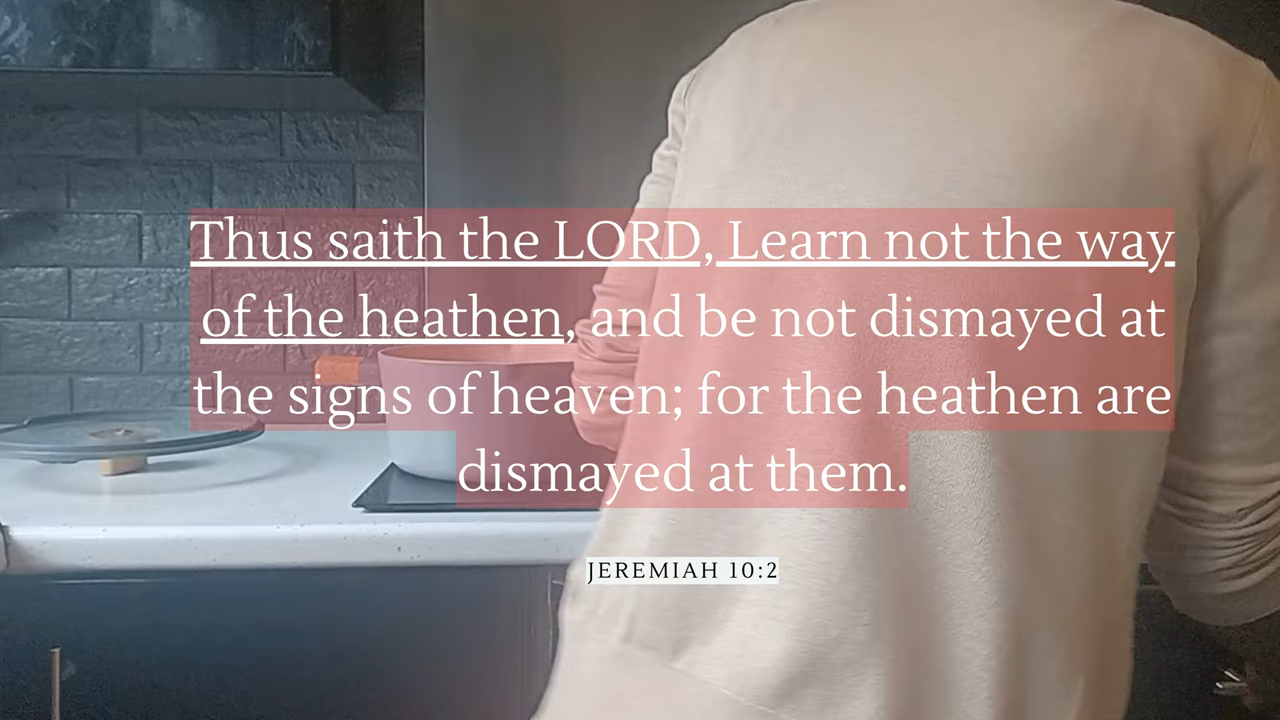 Thus saith the LORD, Learn not the way
of the heathen, and be not dismayed at
the signs of heaven; for the heathen are
dismayed at them.
JEREMIAH 10:2